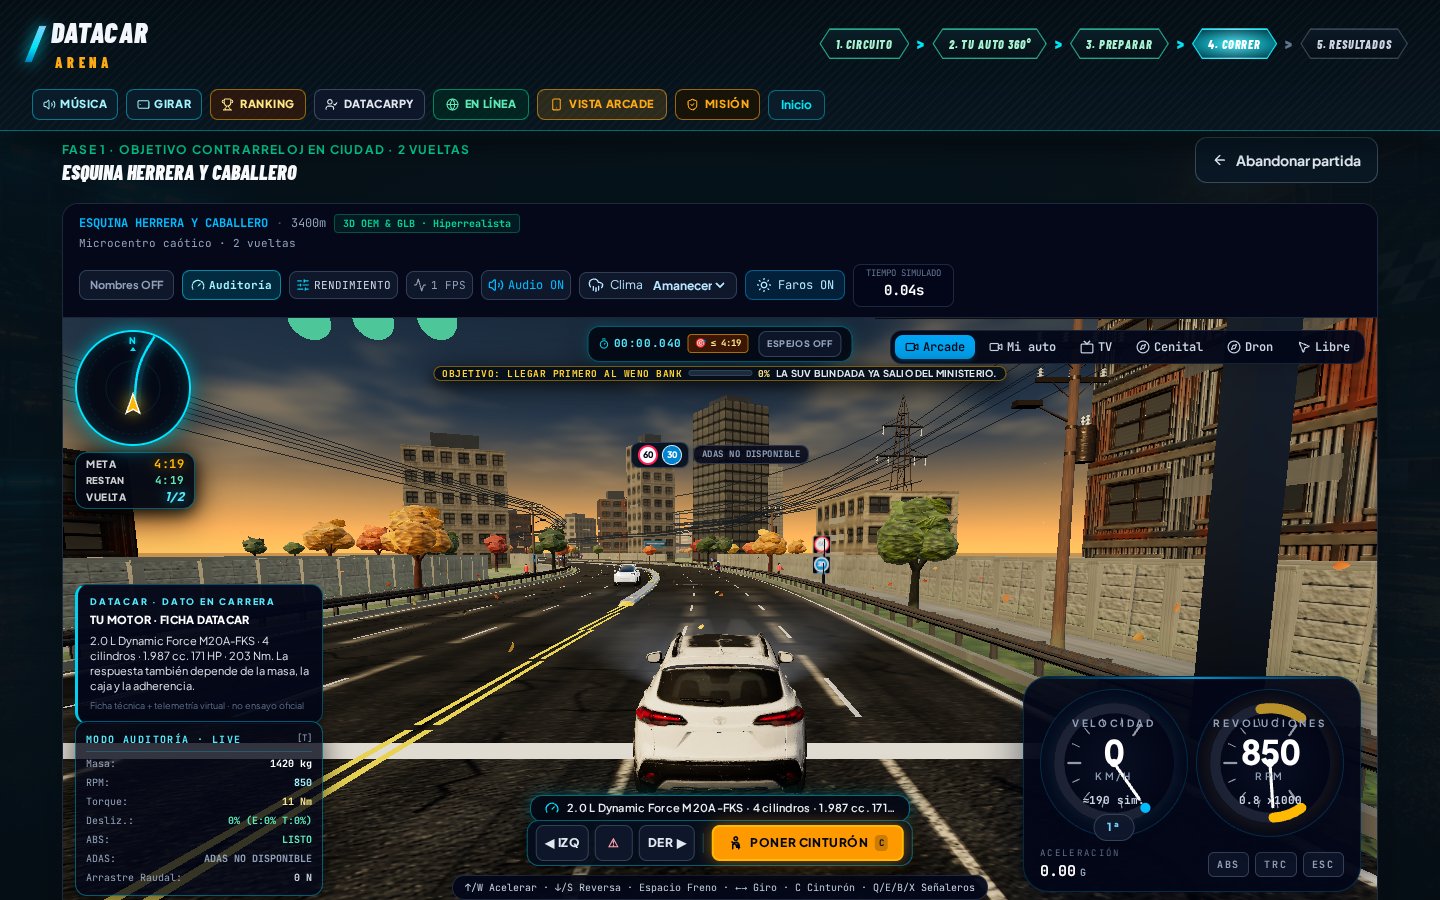 DATACAR
ARENA
1. CIRCUITO > 2. TU AUTO 360° > 3. PREPARAR > 4. CORRER > 5. RESULTADOS
MÚSICA GIRAR RANKING DATACARPY EN LÍNEA VISTA ARCADE MISIÓN Inicio
FASE 1 · OBJETIVO CONTRARRELOJ EN CIUDAD · 2 VUELTAS
ESQUINA HERRERA Y CABALLERO
← Abandonar partida
ESQUINA HERRERA Y CABALLERO · 3400m 3D OEM & GLB · Hiperrealista
Microcentro caótico · 2 vueltas
Nombres OFF Auditoría RENDIMIENTO 1 FPS Audio ON Clima Amanecer Faros ON
TIEMPO SIMULADO
0.04s
N
00:00.040 🎯 ≤ 4:19 ESPEJOS OFF
Arcade Mi auto TV Cenital Dron Libre
OBJETIVO: LLEGAR PRIMERO AL WENO BANK 0% LA SUV BLINDADA YA SALIO DEL MINISTERIO.
60 30 ADAS NO DISPONIBLE
META 4:19
RESTAN 4:19
VUELTA 1/2
DATACAR · DATO EN CARRERA
TU MOTOR · FICHA DATACAR
2.0 L Dynamic Force M20A-FKS · 4
cilindros · 1.987 cc. 171 HP · 203 Nm. La
respuesta también depende de la masa, la
caja y la adherencia.
Ficha técnica + telemetría virtual · no ensayo oficial
MODO AUDITORÍA · LIVE [T]
Masa: 1420 kg
RPM: 850
Torque: 11 Nm
Desliz.: 0% (E:0% T:0%)
ABS: LISTO
ADAS: ADAS NO DISPONIBLE
Arrastre Raudal: 0 N
2.0 L Dynamic Force M20A-FKS · 4 cilindros · 1.987 cc. 171…
◀ IZQ ⚠ DER ▶ PONER CINTURÓN C
↑/W Acelerar · ↓/S Reversa · Espacio Freno · ←→ Giro · C Cinturón · Q/E/B/X Señaleros
VELOCIDAD
0
KM/H
≈190 sim.
1ª
REVOLUCIONES
850
RPM
0.8 x1000
ACELERACIÓN
0.00 G
ABS TRC ESC